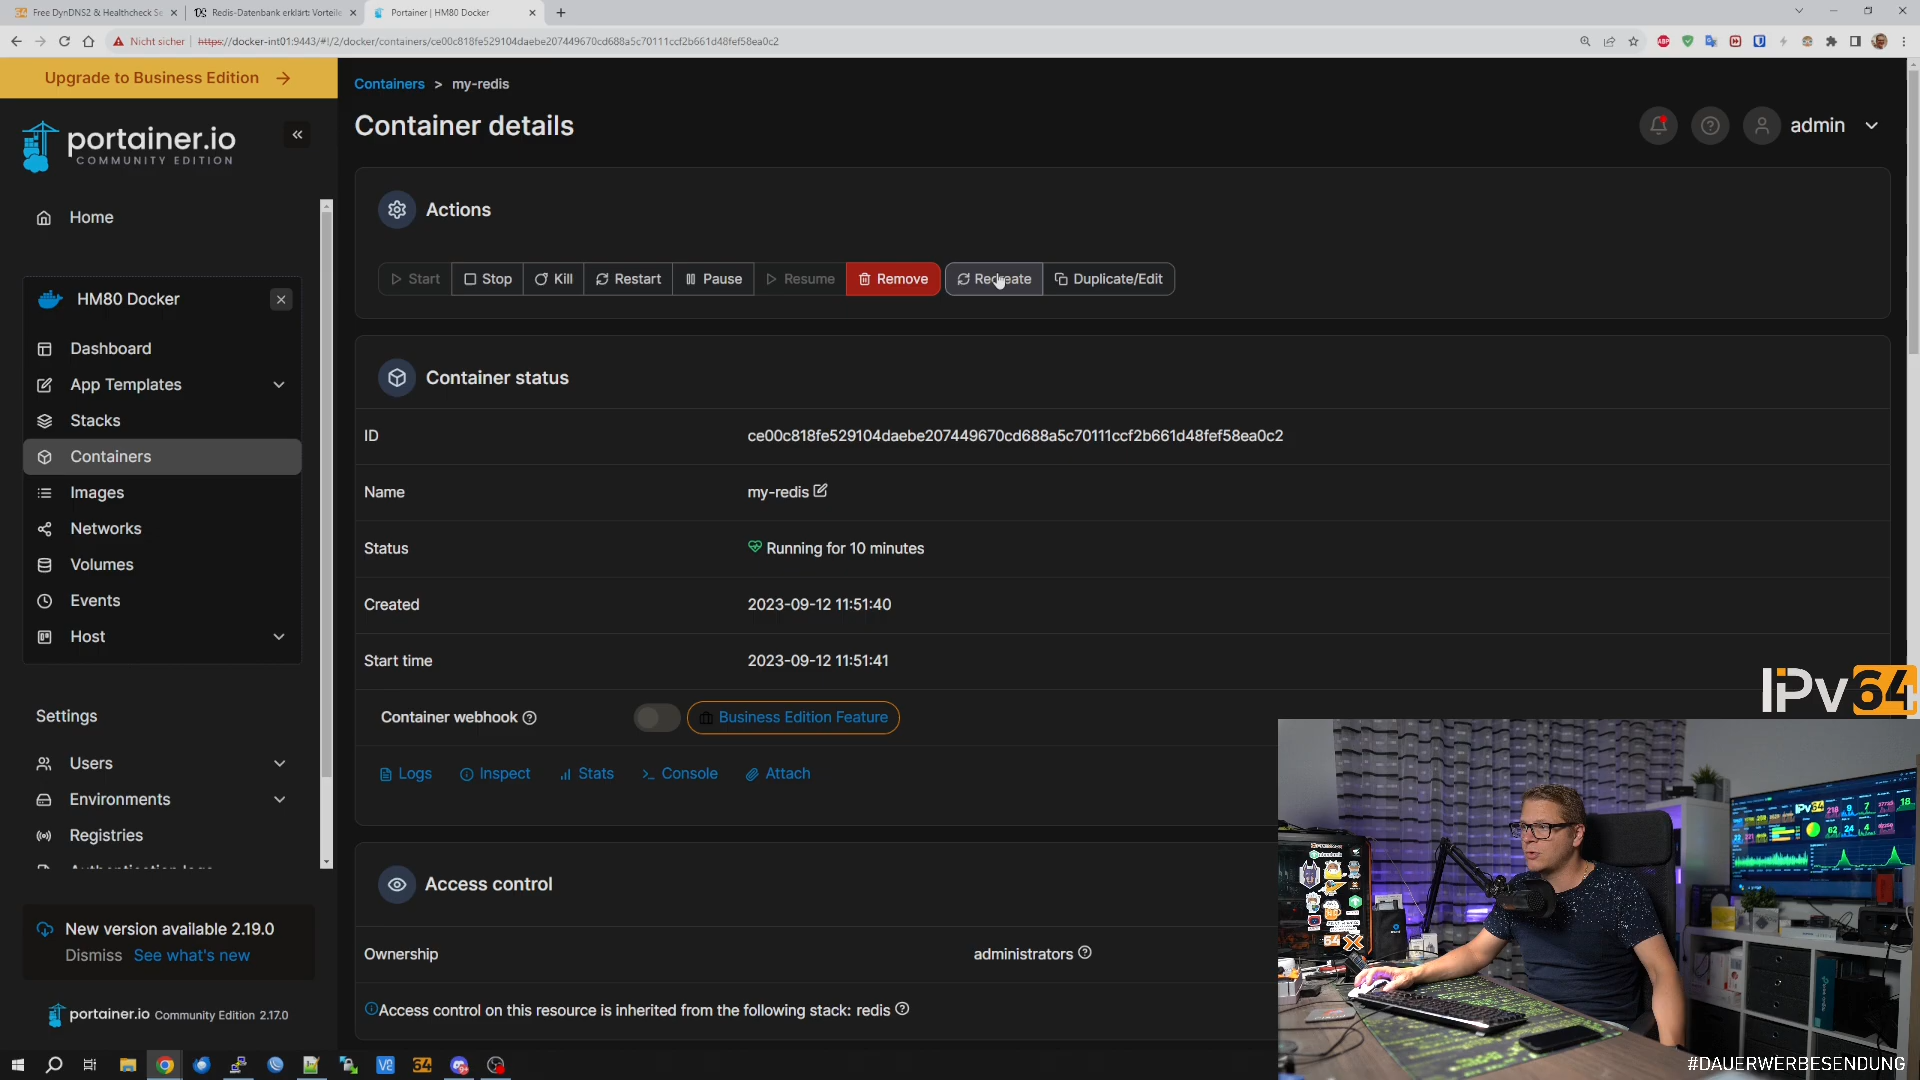 Free DynDNS2 & Healthcheck Se
Redis-Datenbank erklärt: Vorteile
Portainer | HM80 Docker
Nicht sicher
https://docker-int01:9443/#!/2/docker/containers/ce00c818fe529104daebe207449670cd688a5c70111ccf2b661d48fef58ea0c2
Upgrade to Business Edition
portainer.io
COMMUNITY EDITION
Home
HM80 Docker
Dashboard
App Templates
Stacks
Containers
Images
Networks
Volumes
Events
Host
Settings
Users
Environments
Registries
Authentication logs
New version available 2.19.0
Dismiss See what's new
portainer.io Community Edition 2.17.0
Containers > my-redis
Container details
admin
Actions
Start
Stop
Kill
Restart
Pause
Resume
Remove
Recreate
Duplicate/Edit
Container status
ID ce00c818fe529104daebe207449670cd688a5c70111ccf2b661d48fef58ea0c2
Name my-redis
Status Running for 10 minutes
Created 2023-09-12 11:51:40
Start time 2023-09-12 11:51:41
Container webhook Business Edition Feature
Logs Inspect Stats Console Attach
Access control
Ownership administrators
Access control on this resource is inherited from the following stack: redis
IPv64
#DAUERWERBESENDUNG